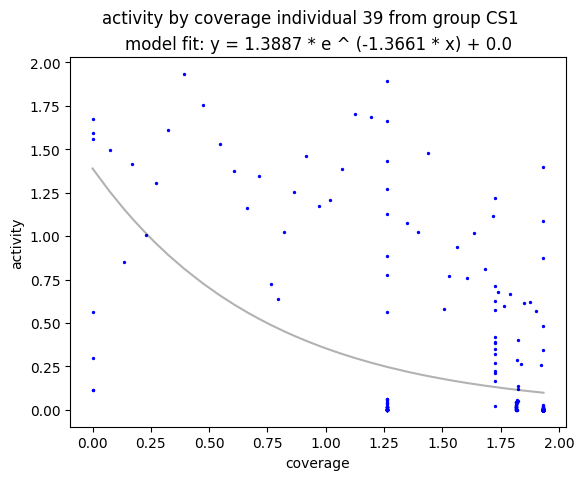 activity by coverage individual 39 from group CS1
model fit: y = 1.3887 * e ^ (-1.3661 * x) + 0.0
2.00
1.75
1.50
1.25
1.00
0.75
0.50
0.25
0.00
activity
0.00 0.25 0.50 0.75 1.00 1.25 1.50 1.75 2.00
coverage